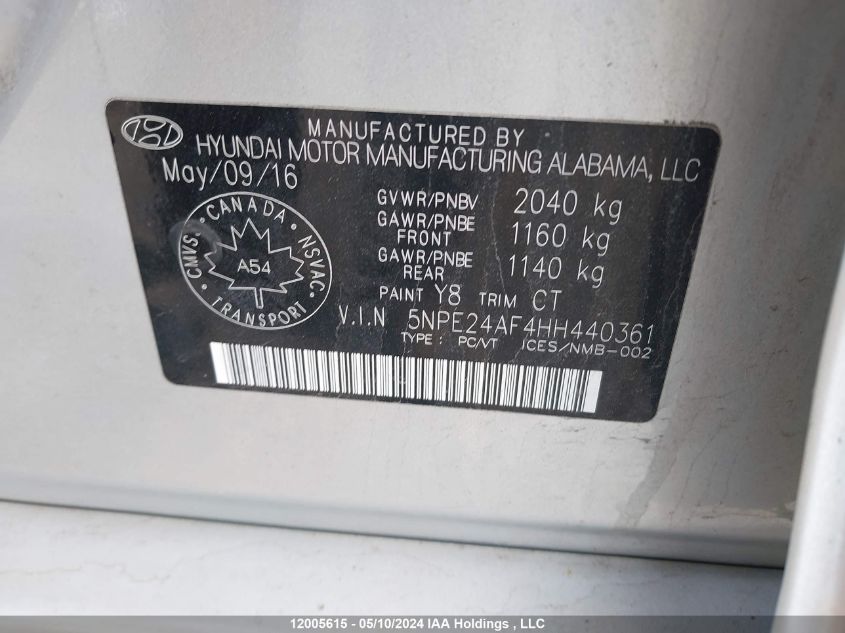 MANUFACTURED BY
HYUNDAI MOTOR MANUFACTURING ALABAMA, LLC
May/09/16
GVWR/PNBV 2040 kg
GAWR/PNBE FRONT 1160 kg
GAWR/PNBE REAR 1140 kg
PAINT Y8 TRIM CT
CANADA
CMVSS
NSVAC
A54
TRANSPORT
V.I.N 5NPE24AF4HH440361
TYPE : PC/VT ICES/NMB-002
12005615 - 05/10/2024 IAA Holdings , LLC